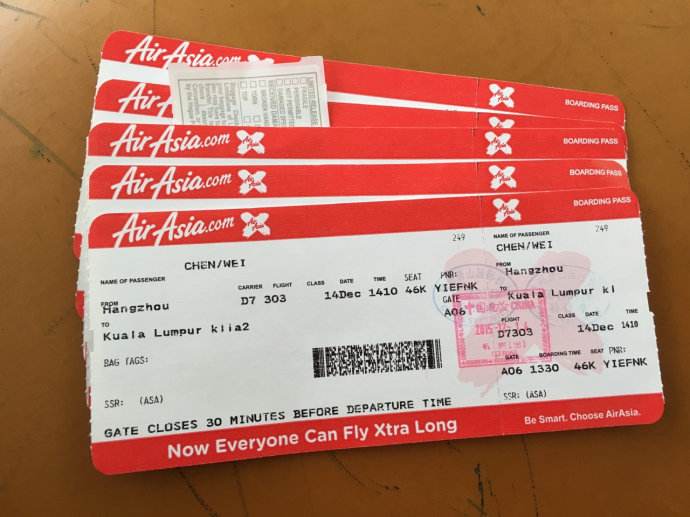 AirAsia.com
BOARDING PASS
AirAsia.com
AirAsia.com
BOARDING PASS
AirAsia.com
BOARDING PASS
AirAsia.com
BOARDING PASS
249
249
CHEN/WEI
CHEN/WEI
NAME OF PASSENGER
NAME OF PASSENGER
CARRIER FLIGHT CLASS DATE TIME SEAT PNR:
FROM
Hangzhou
D7 303 14Dec 1410 46K YIEFNK
FROM
Hangzhou
GATE
A06
TO
Kuala Lumpur klia2
TO
Kuala Lumpur kl
FLIGHT CLASS DATE TIME
D7303 14Dec 1410
BAG TAGS:
中国 CHINA
GATE BOARDING TIME SEAT PNR:
A06 1330 46K YIEFNK
SSR: (ASA)
SSR: (ASA)
GATE CLOSES 30 MINUTES BEFORE DEPARTURE TIME
Now Everyone Can Fly Xtra Long
Be Smart. Choose AirAsia.